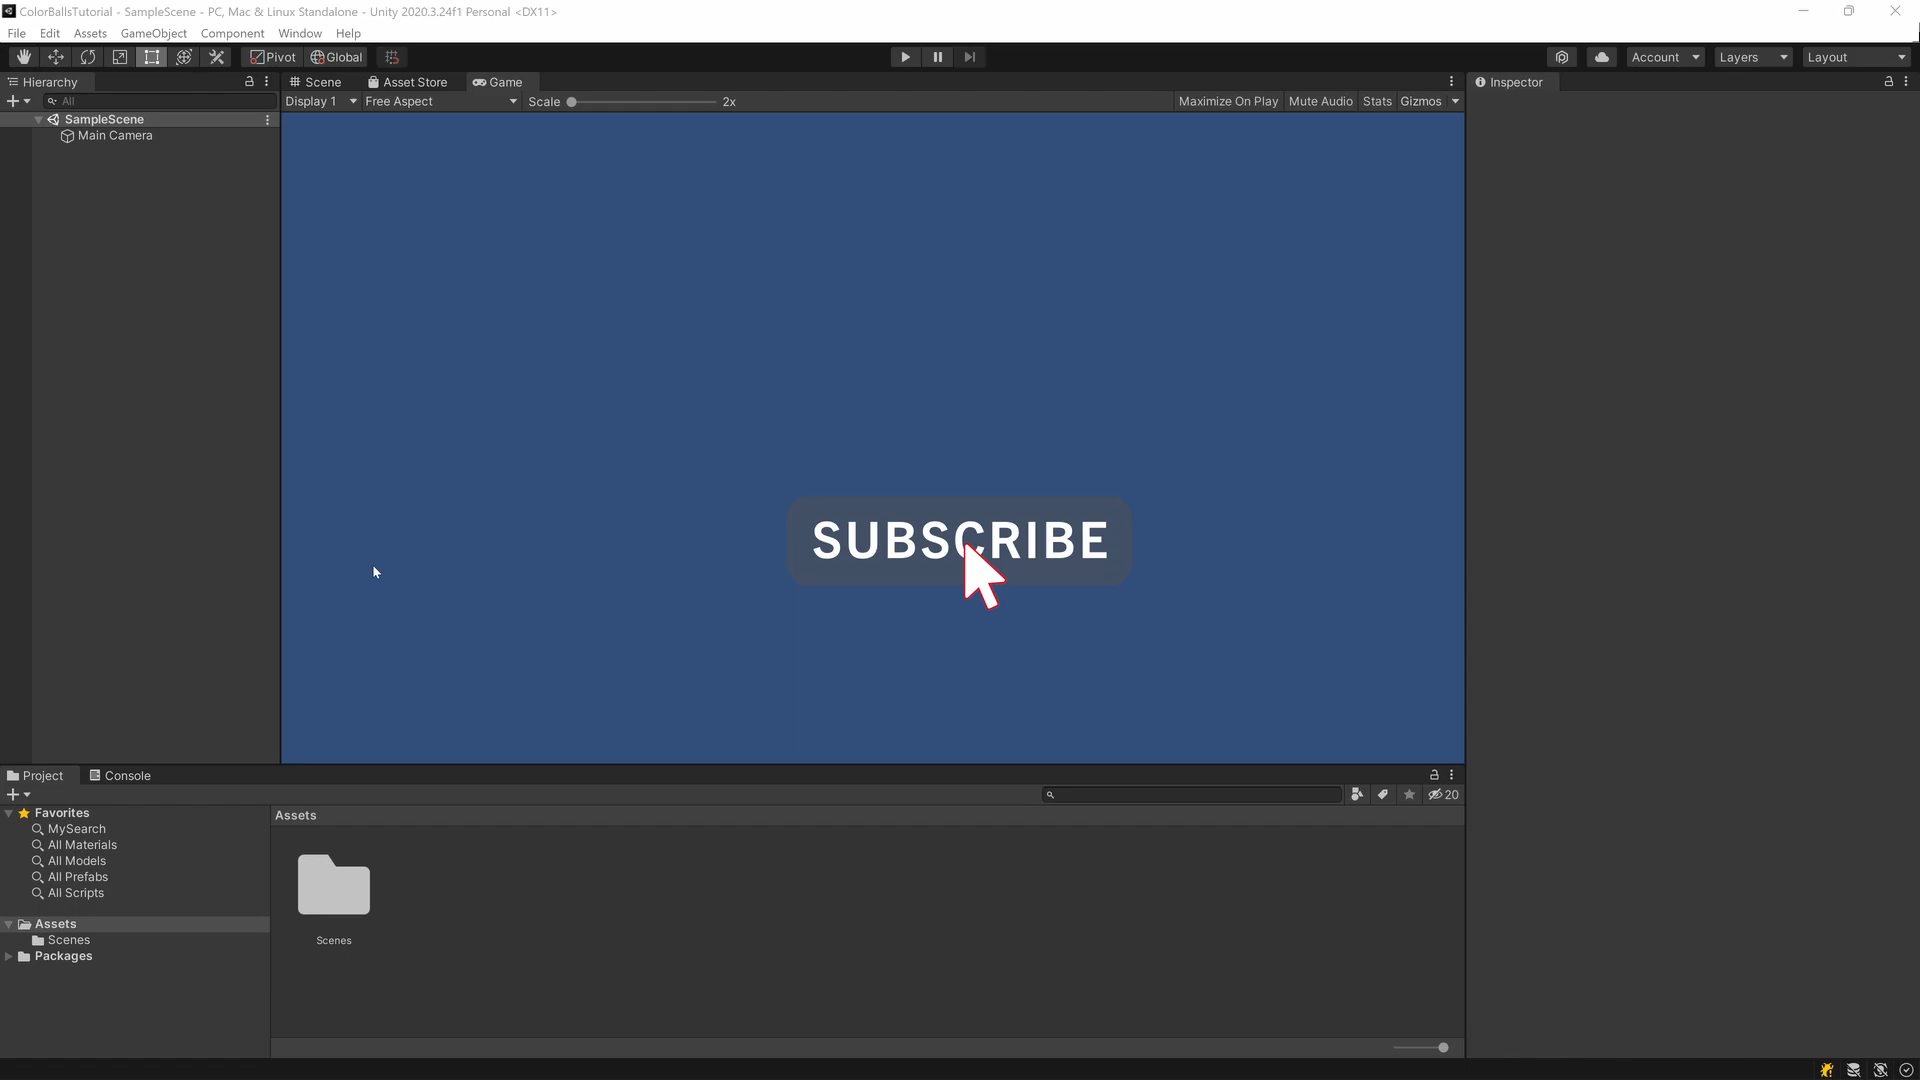 ColorBallsTutorial - SampleScene - PC, Mac & Linux Standalone - Unity 2020.3.24f1 Personal <DX11>
File Edit Assets GameObject Component Window Help
Pivot Global Account Layers Layout
Hierarchy Scene Asset Store Game Inspector
All Display 1 Free Aspect Scale 2x Maximize On Play Mute Audio Stats Gizmos
SampleScene
Main Camera
SUBSCRIBE
Project Console
20
Favorites Assets
MySearch
All Materials
All Models
All Prefabs
All Scripts
Assets
Scenes Scenes
Packages